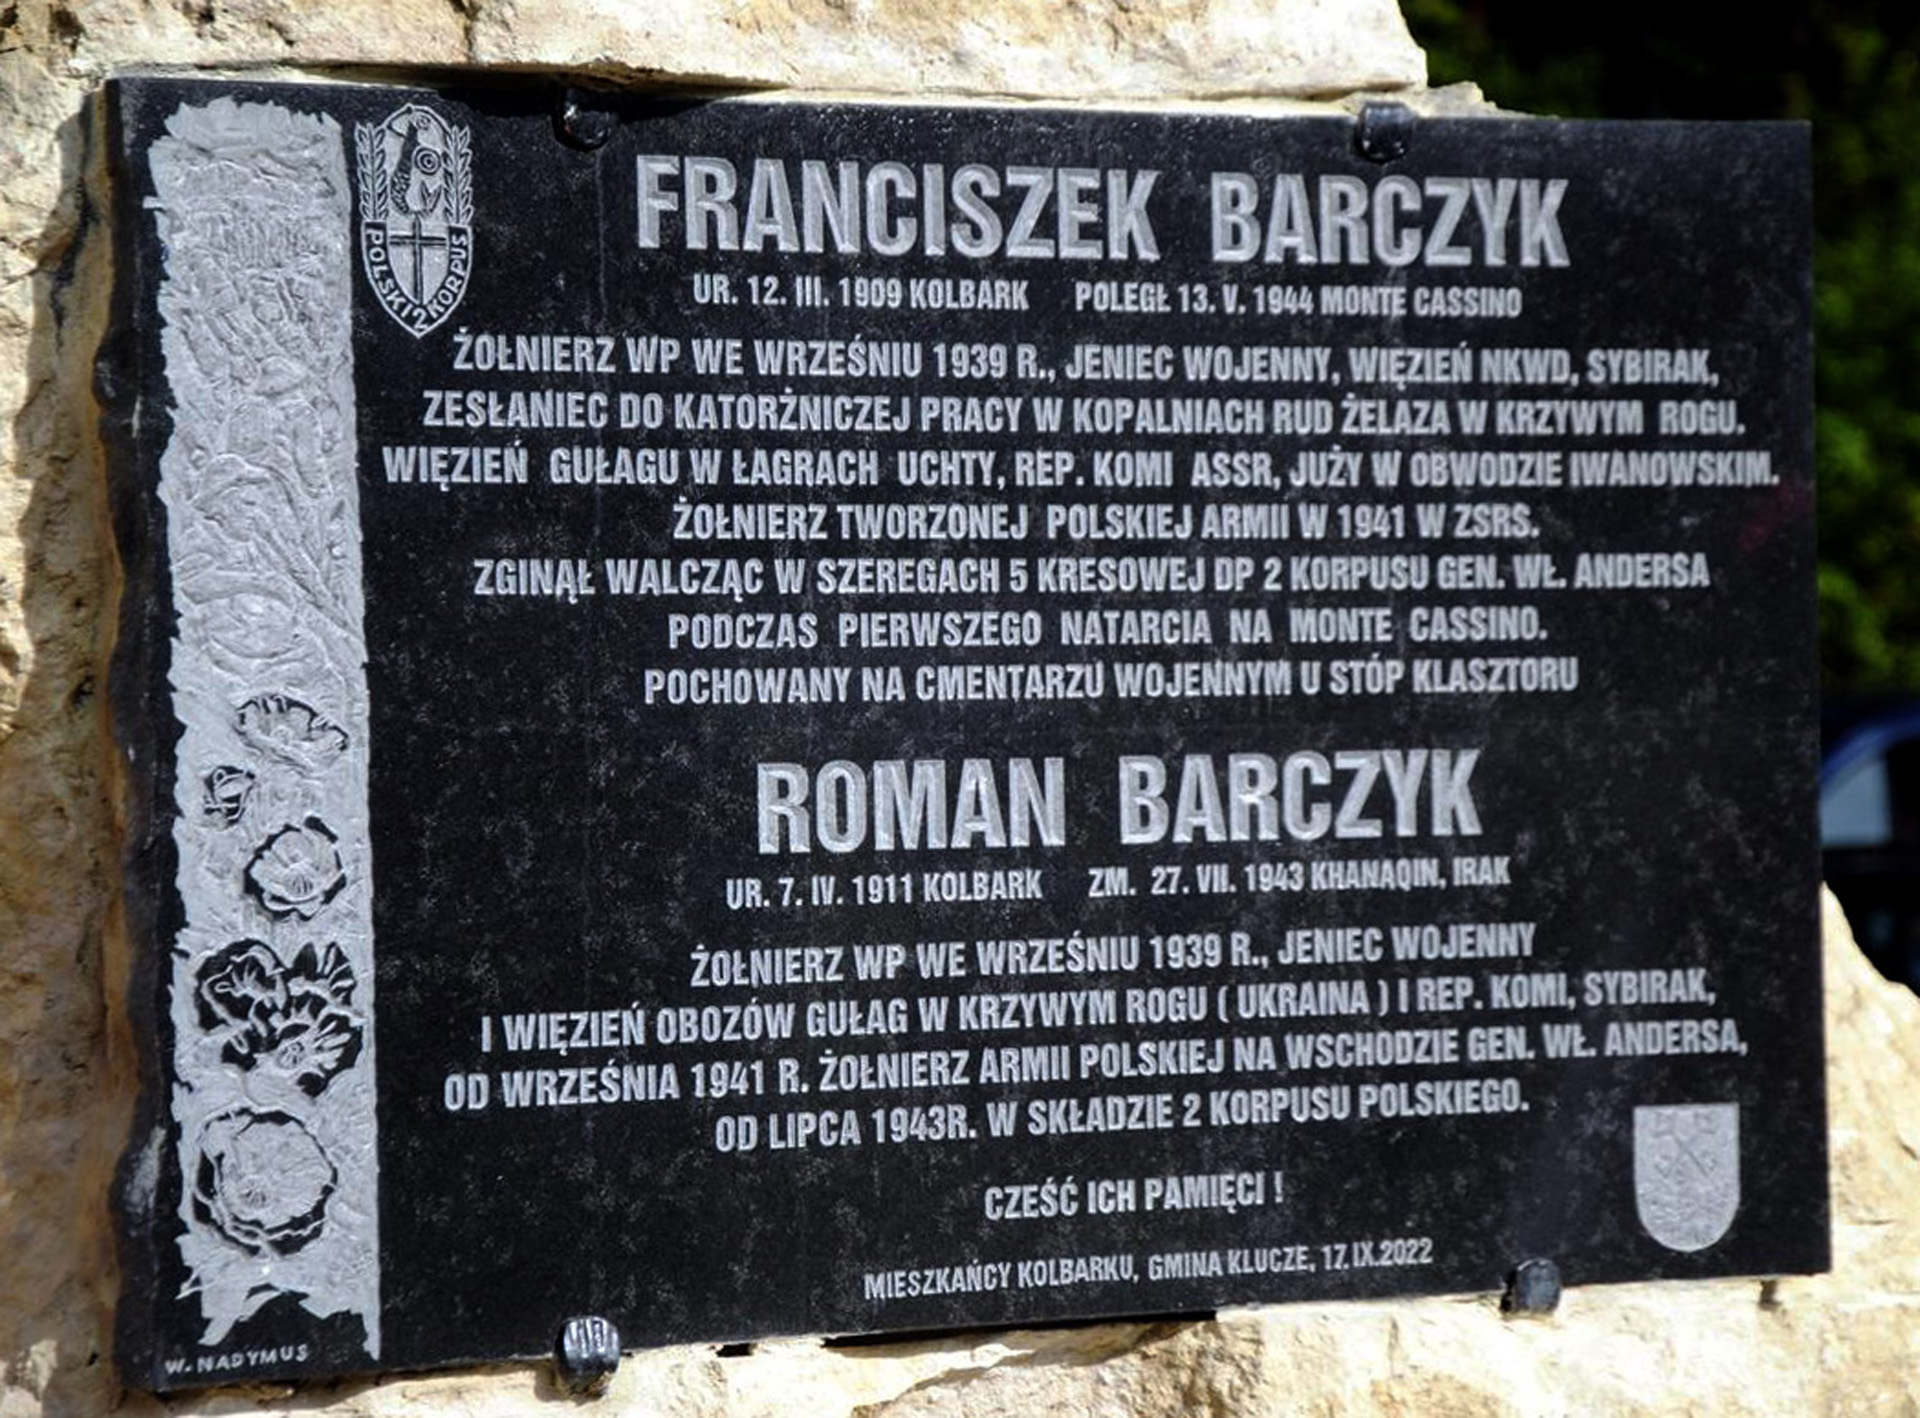 POLSKI 2 KORPUS
FRANCISZEK BARCZYK
UR. 12. III. 1909 KOLBARK POLEGŁ 13. V. 1944 MONTE CASSINO
ŻOŁNIERZ WP WE WRZEŚNIU 1939 R., JENIEC WOJENNY, WIĘZIEŃ NKWD, SYBIRAK,
ZESŁANIEC DO KATORŻNICZEJ PRACY W KOPALNIACH RUD ŻELAZA W KRZYWYM ROGU.
WIĘZIEŃ GUŁAGU W ŁAGRACH UCHTY, REP. KOMI ASSR, JUŻY W OBWODZIE IWANOWSKIM.
ŻOŁNIERZ TWORZONEJ POLSKIEJ ARMII W 1941 W ZSRS.
ZGINĄŁ WALCZĄC W SZEREGACH 5 KRESOWEJ DP 2 KORPUSU GEN. WŁ. ANDERSA
PODCZAS PIERWSZEGO NATARCIA NA MONTE CASSINO.
POCHOWANY NA CMENTARZU WOJENNYM U STÓP KLASZTORU
ROMAN BARCZYK
UR. 7. IV. 1911 KOLBARK ZM. 27. VII. 1943 KHANAQIN, IRAK
ŻOŁNIERZ WP WE WRZEŚNIU 1939 R., JENIEC WOJENNY
I WIĘZIEŃ OBOZÓW GUŁAG W KRZYWYM ROGU ( UKRAINA ) I REP. KOMI, SYBIRAK,
OD WRZEŚNIA 1941 R. ŻOŁNIERZ ARMII POLSKIEJ NA WSCHODZIE GEN. WŁ. ANDERSA,
OD LIPCA 1943R. W SKŁADZIE 2 KORPUSU POLSKIEGO.
CZEŚĆ ICH PAMIĘCI !
MIESZKAŃCY KOLBARKU, GMINA KLUCZE, 17.IX.2022
W. NADYMUS